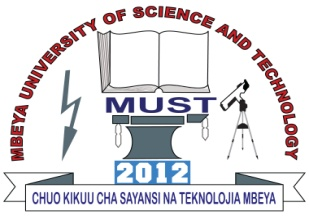 MBEYA UNIVERSITY OF SCIENCE AND TECHNOLOGY
MUST
2012
CHUO KIKUU CHA SAYANSI NA TEKNOLOJIA MBEYA